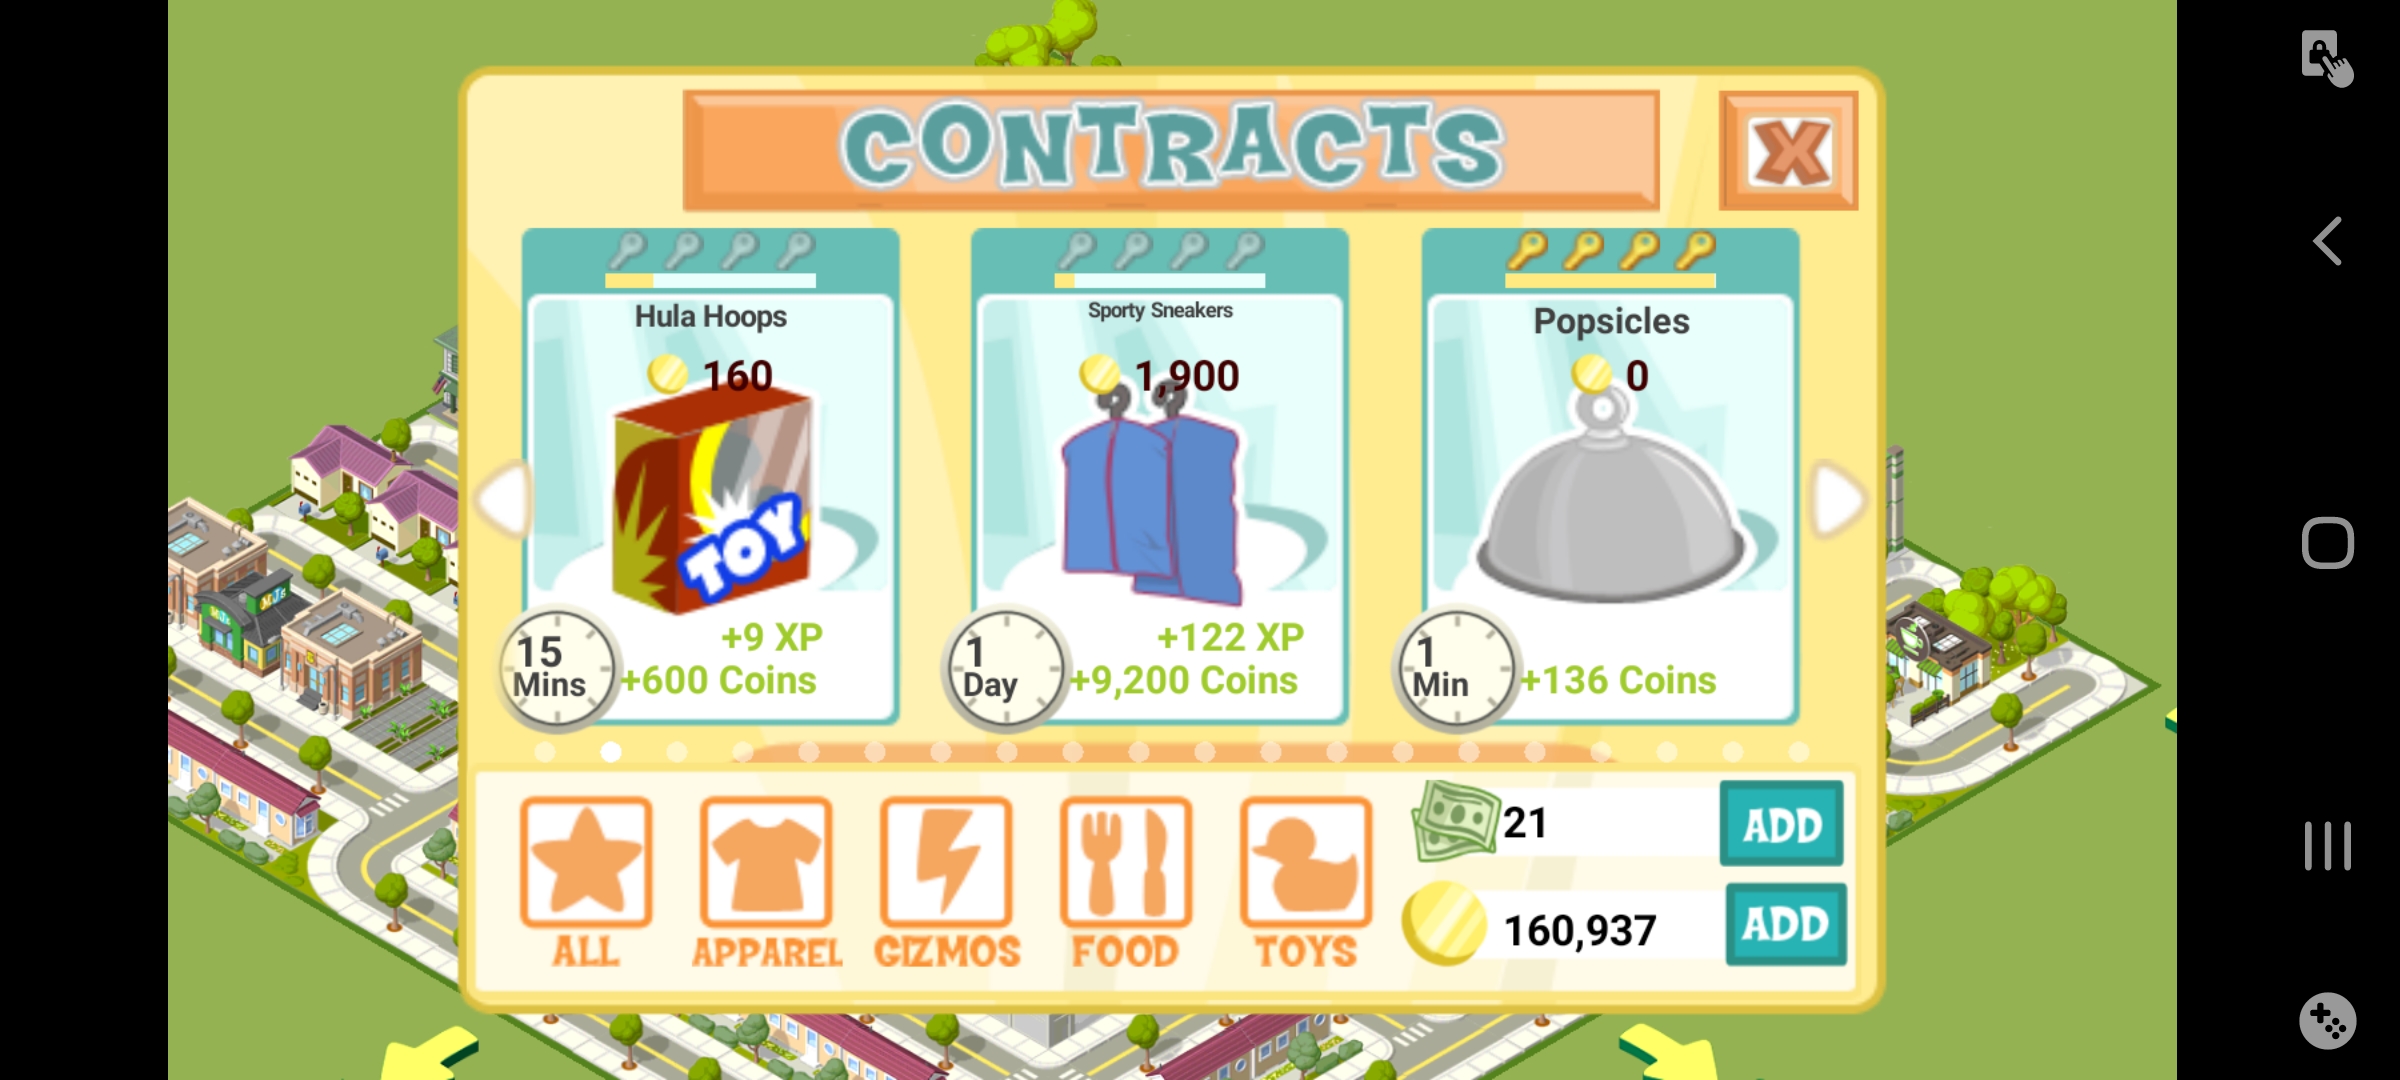 CONTRACTS
X
Hula Hoops
160
TOY
15
Mins
+9 XP
+600 Coins
Sporty Sneakers
1,900
1
Day
+122 XP
+9,200 Coins
Popsicles
0
1
Min
+136 Coins
MJ's
MJ's
ALL
APPAREL
GIZMOS
FOOD
TOYS
21
ADD
160,937
ADD